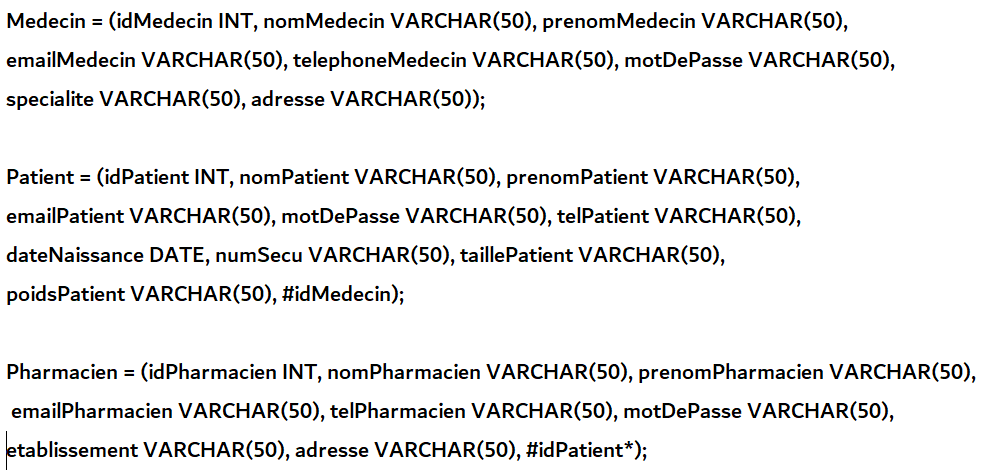 Medecin = (idMedecin INT, nomMedecin VARCHAR(50), prenomMedecin VARCHAR(50),
emailMedecin VARCHAR(50), telephoneMedecin VARCHAR(50), motDePasse VARCHAR(50),
specialite VARCHAR(50), adresse VARCHAR(50));
Patient = (idPatient INT, nomPatient VARCHAR(50), prenomPatient VARCHAR(50),
emailPatient VARCHAR(50), motDePasse VARCHAR(50), telPatient VARCHAR(50),
dateNaissance DATE, numSecu VARCHAR(50), taillePatient VARCHAR(50),
poidsPatient VARCHAR(50), #idMedecin);
Pharmacien = (idPharmacien INT, nomPharmacien VARCHAR(50), prenomPharmacien VARCHAR(50),
emailPharmacien VARCHAR(50), telPharmacien VARCHAR(50), motDePasse VARCHAR(50),
etablissement VARCHAR(50), adresse VARCHAR(50), #idPatient*);